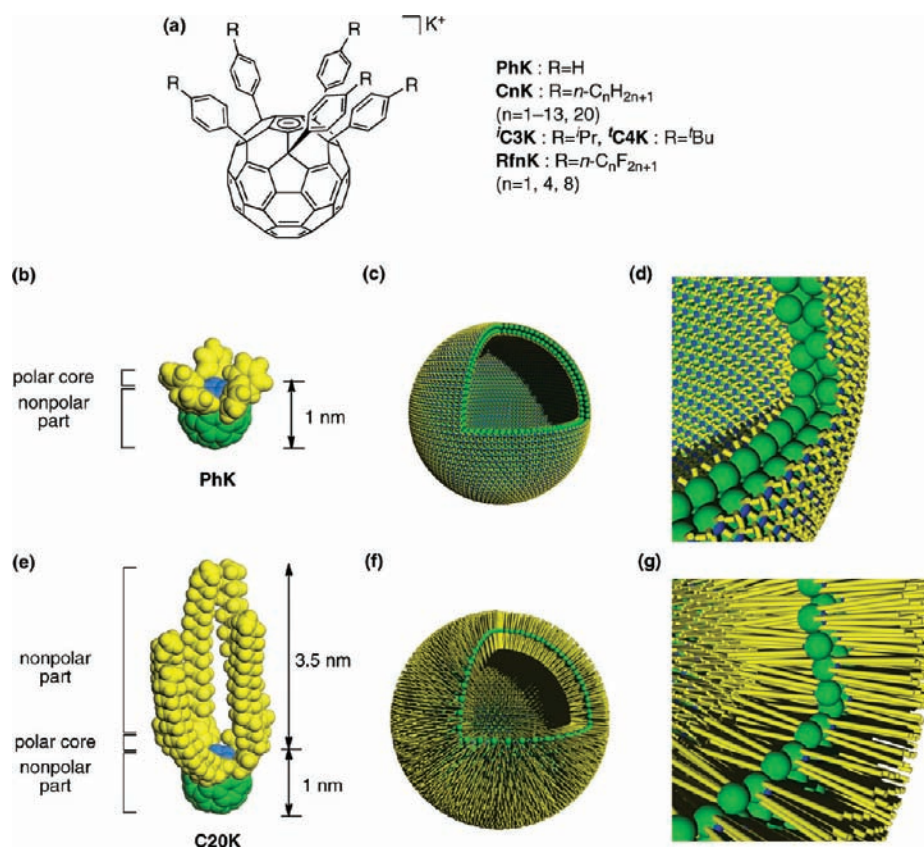 (a)
R
R
R
R
R
K⁺
PhK : R=H
CnK : R=n-CnH2n+1
(n=1–13, 20)
ⁱC3K : R=ⁱPr, ᵗC4K : R=ᵗBu
RfnK : R=n-CnF2n+1
(n=1, 4, 8)
(b)
(c)
(d)
polar core
nonpolar
part
1 nm
PhK
(e)
(f)
(g)
nonpolar
part
3.5 nm
polar core
nonpolar
part
1 nm
C20K